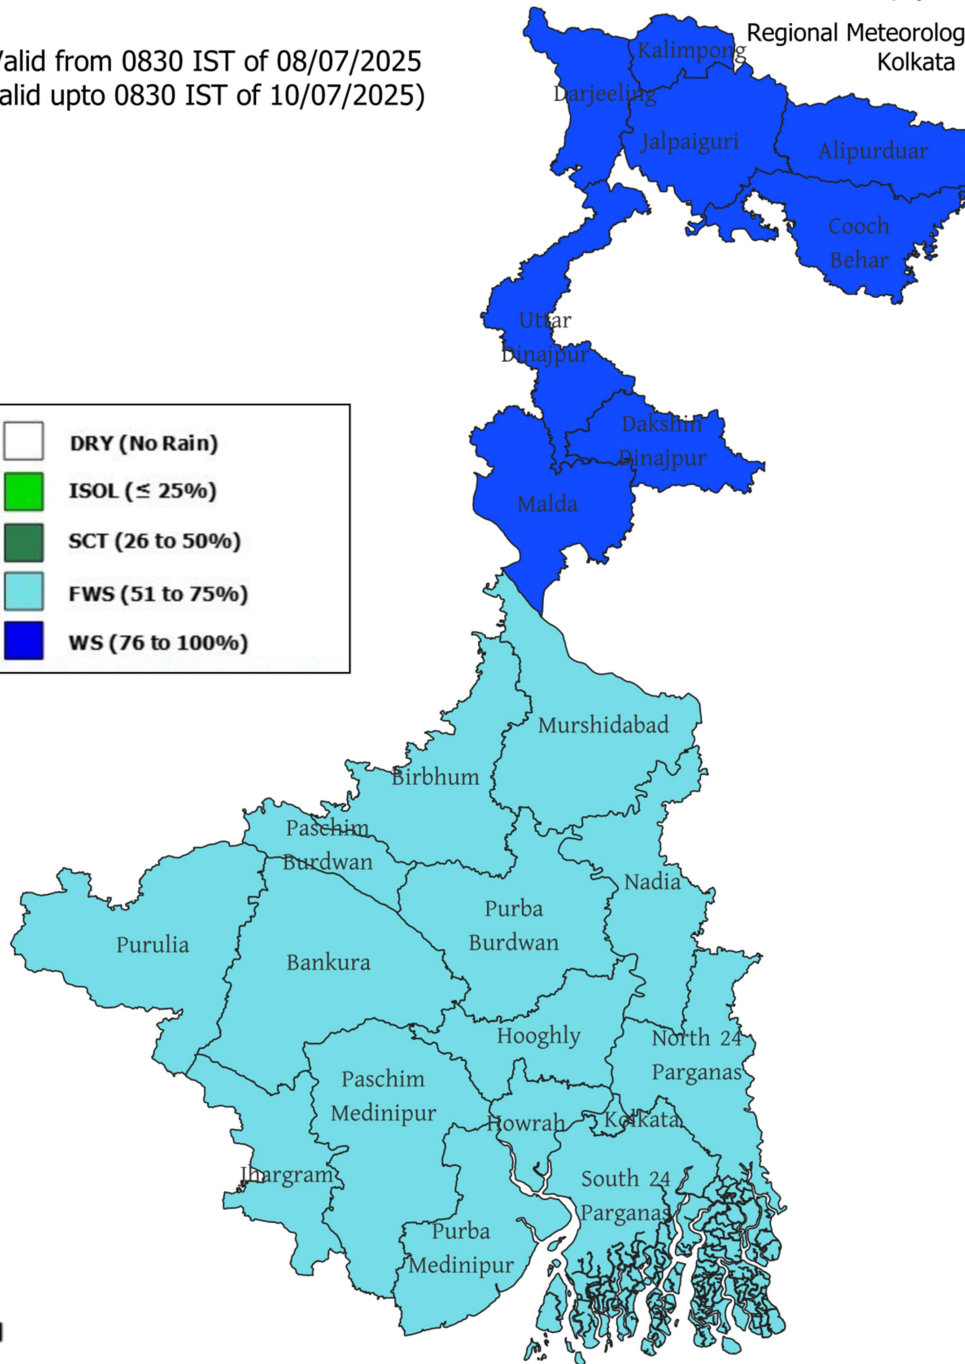 Regional Meteorolog
Kolkata
alid from 0830 IST of 08/07/2025
alid upto 0830 IST of 10/07/2025)
Kalimpong
Darjeeling
Jalpaiguri
Alipurduar
Cooch
Behar
Uttar
Dinajpur
Dakshin
Dinajpur
Malda
DRY (No Rain)
ISOL (≤ 25%)
SCT (26 to 50%)
FWS (51 to 75%)
WS (76 to 100%)
Murshidabad
Birbhum
Paschim
Burdwan
Nadia
Purba
Burdwan
Purulia
Bankura
Hooghly
North 24
Parganas
Paschim
Medinipur
Howrah
Kolkata
Jhargram
South 24
Parganas
Purba
Medinipur